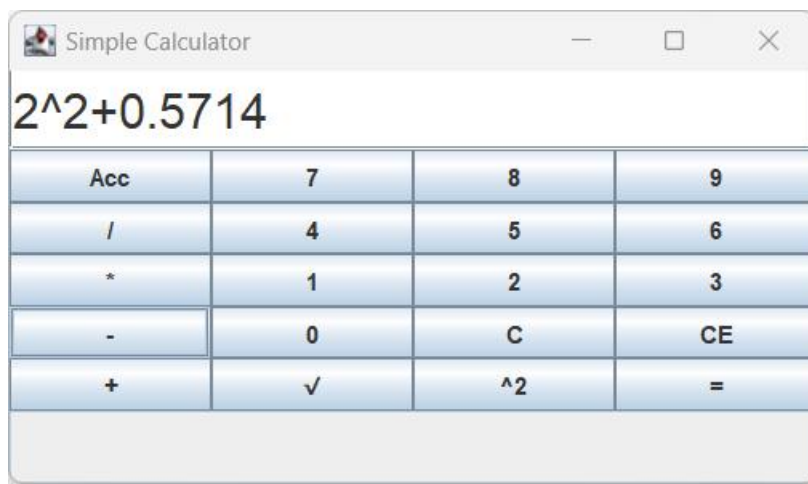 Simple Calculator
2^2+0.5714
Acc 7 8 9
/ 4 5 6
* 1 2 3
- 0 C CE
+ √ ^2 =